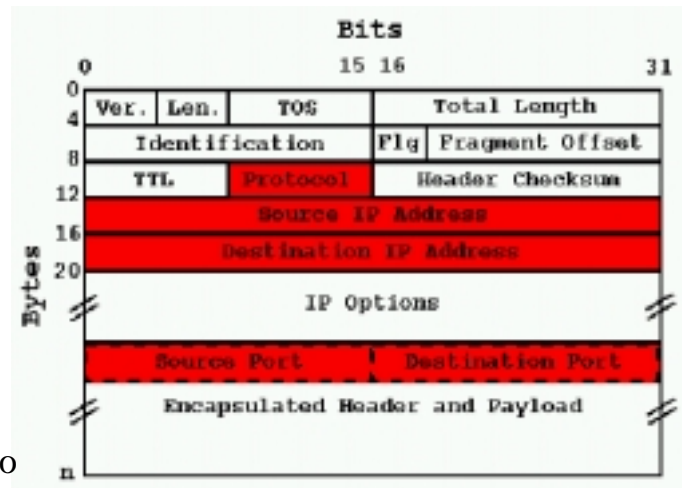 Bits
0 15 16 31
0
Ver. Len. TOS Total Length
4
Identification Flg Fragment Offset
8
TTL Protocol Header Checksum
12
Source IP Address
16
Destination IP Address
20
Bytes
IP Options
Source Port Destination Port
Encapsulated Header and Payload
o
n